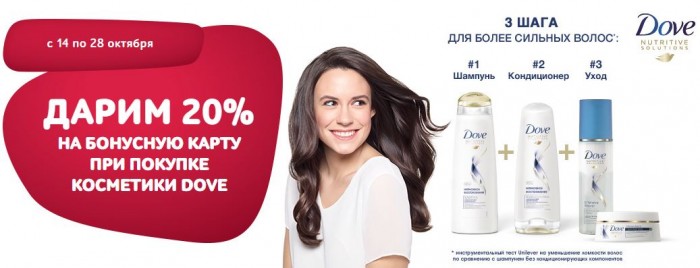 с 14 по 28 октября
ДАРИМ 20%
НА БОНУСНУЮ КАРТУ
ПРИ ПОКУПКЕ
КОСМЕТИКИ DOVE
3 ШАГА
ДЛЯ БОЛЕЕ СИЛЬНЫХ ВОЛОС*:
Dove
NUTRITIVE
SOLUTIONS
#1
Шампунь
#2
Кондиционер
#3
Уход
Dove
+
Dove
+
Dove
* инструментальный тест Unilever на уменьшение ломкости волос
по сравнению с шампунем без кондиционирующих компонентов